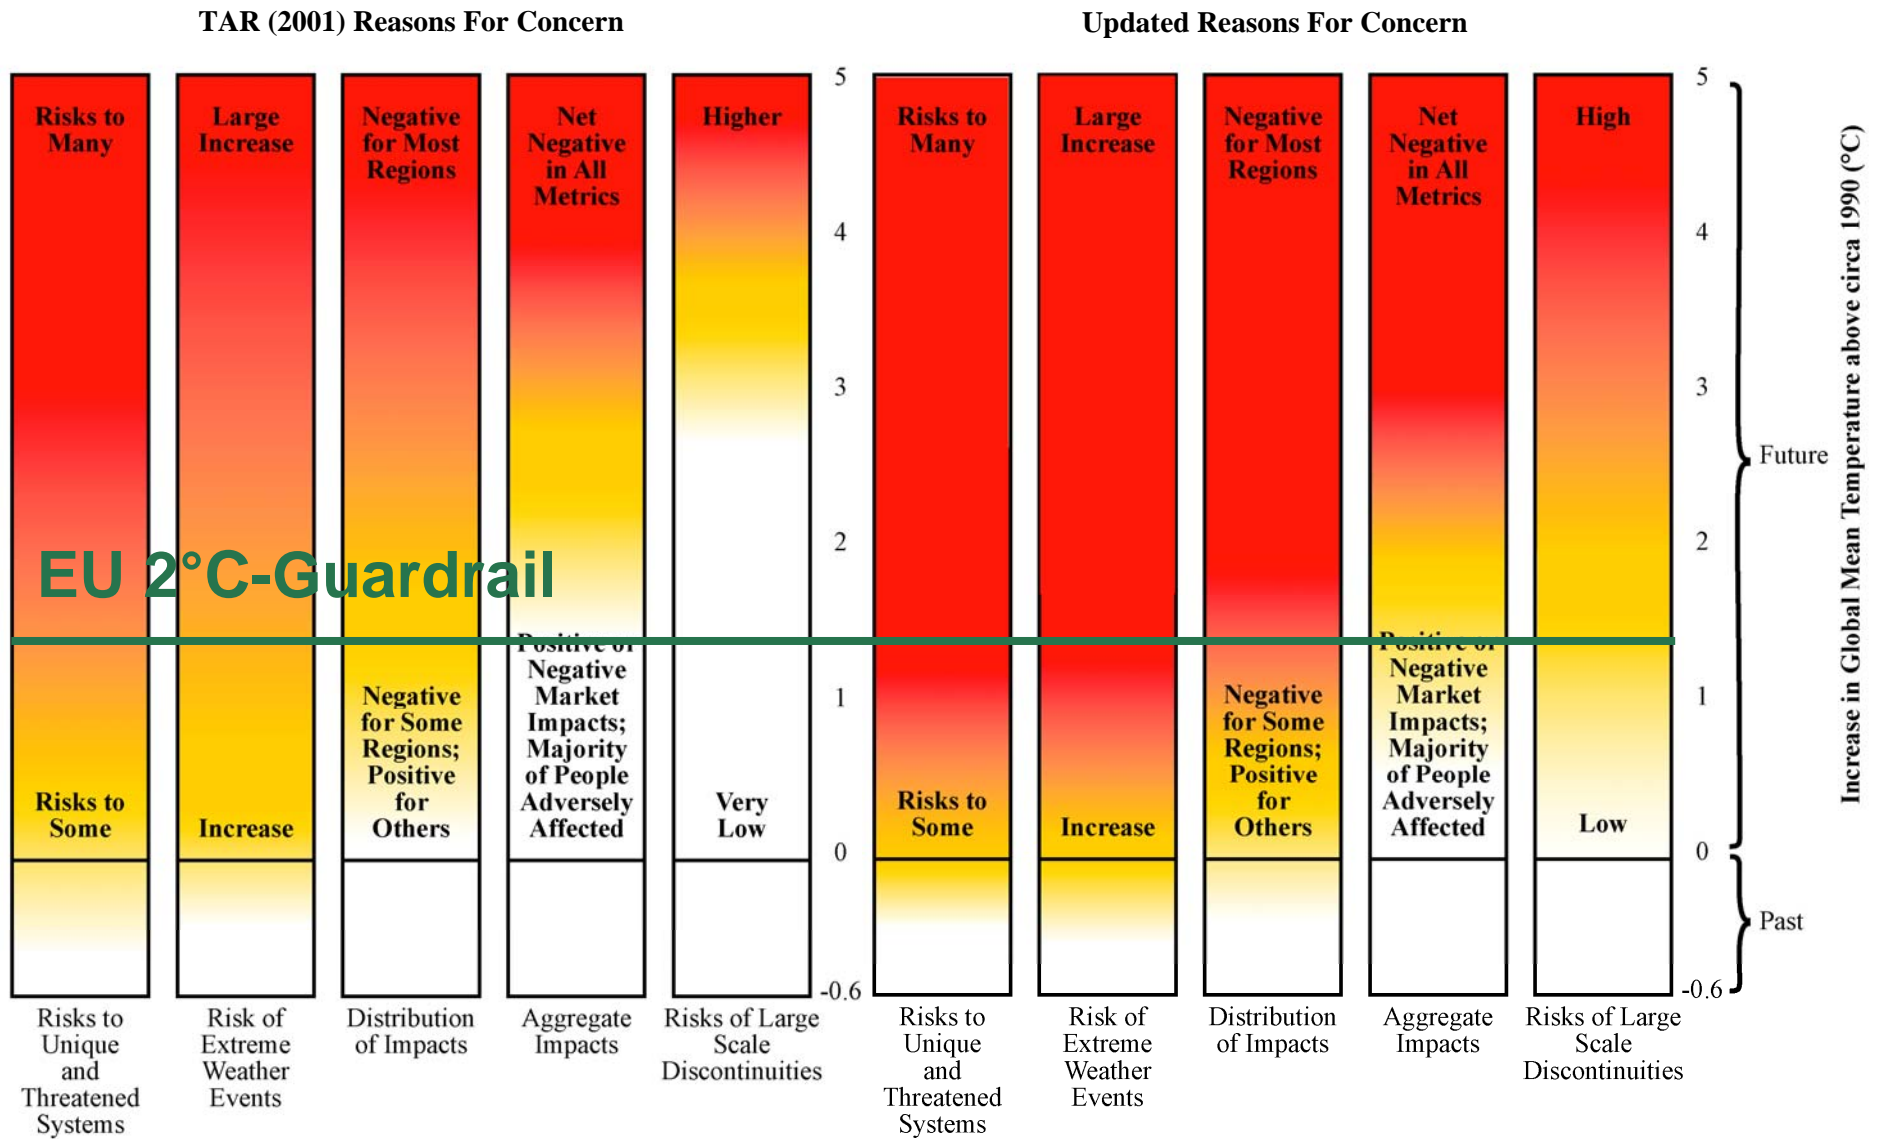 TAR (2001) Reasons For Concern
Risks to
Many
Large
Increase
Negative
for Most
Regions
Net
Negative
in All
Metrics
Higher
EU 2°C-Guardrail
Risks to
Some
Increase
Negative
for Some
Regions;
Positive
for
Others
Positive or
Negative
Market
Impacts;
Majority
of People
Adversely
Affected
Very
Low
5
4
3
2
1
0
-0.6
Risks to
Unique
and
Threatened
Systems
Risk of
Extreme
Weather
Events
Distribution
of Impacts
Aggregate
Impacts
Risks of Large
Scale
Discontinuities
Updated Reasons For Concern
Risks to
Many
Large
Increase
Negative
for Most
Regions
Net
Negative
in All
Metrics
High
Risks to
Some
Increase
Negative
for Some
Regions;
Positive
for
Others
Positive or
Negative
Market
Impacts;
Majority
of People
Adversely
Affected
Low
5
4
3
2
1
0
-0.6
Risks to
Unique
and
Threatened
Systems
Risk of
Extreme
Weather
Events
Distribution
of Impacts
Aggregate
Impacts
Risks of Large
Scale
Discontinuities
Future
Past
Increase in Global Mean Temperature above circa 1990 (°C)